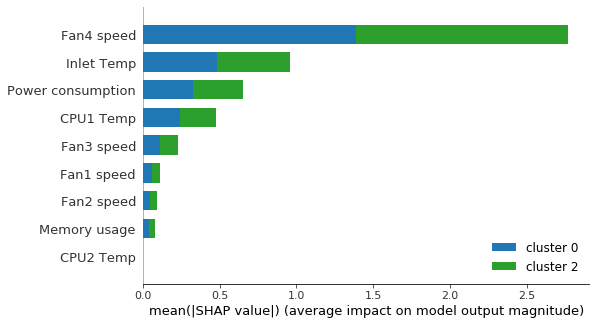 Fan4 speed
Inlet Temp
Power consumption
CPU1 Temp
Fan3 speed
Fan1 speed
Fan2 speed
Memory usage
CPU2 Temp
cluster 0
cluster 2
0.0 0.5 1.0 1.5 2.0 2.5
mean(|SHAP value|) (average impact on model output magnitude)